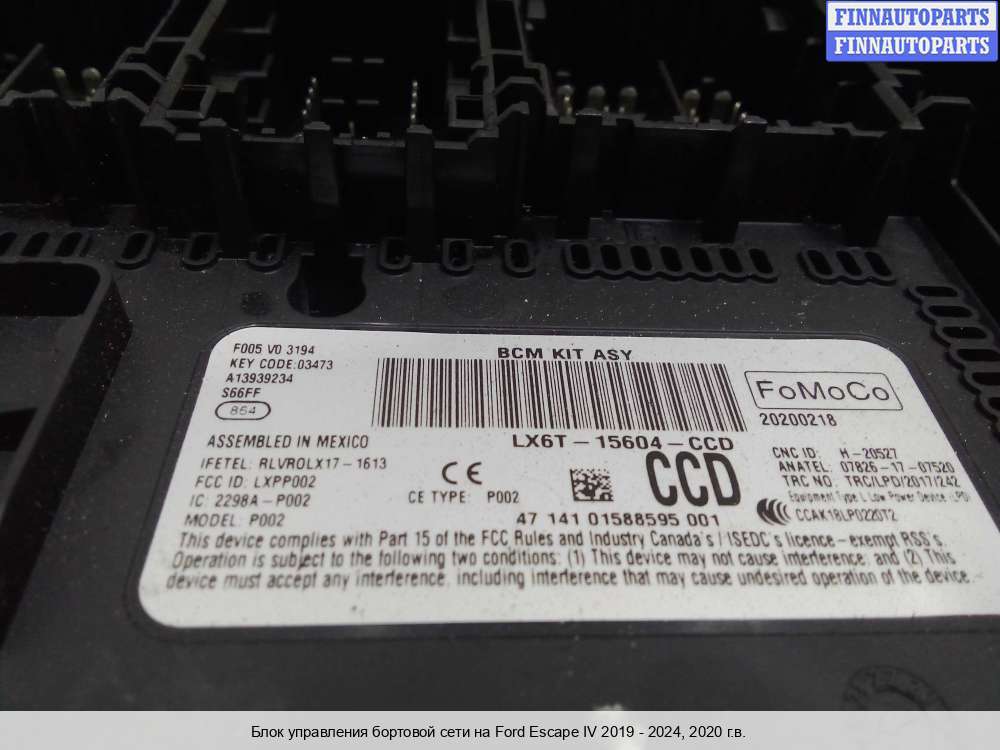 FINNAUTOPARTS
FINNAUTOPARTS
F005 V0 3194
KEY CODE:03473
A13939234
S66FF
864
BCM KIT ASY
FoMoCo
20200218
ASSEMBLED IN MEXICO
LX6T-15604-CCD
IFETEL: RLVROLX17-1613
FCC ID: LXPP002
IC: 2298A-P002
MODEL: P002
CE
CE TYPE: P002
CCD
47 141 01588595 001
CNC ID: H-20527
ANATEL: 07826-17-07520
TRC NO: TRC/LPD/2017/242
Equipment Type L Low Power Device (LPD)
CCAK18LP0220T2
This device complies with Part 15 of the FCC Rules and Industry Canada's / ISEDC's licence-exempt RSS's.
Operation is subject to the following two conditions: (1) This device may not cause interference; and (2) This
device must accept any interference, including interference that may cause undesired operation of the device.
Блок управления бортовой сети на Ford Escape IV 2019 - 2024, 2020 г.в.